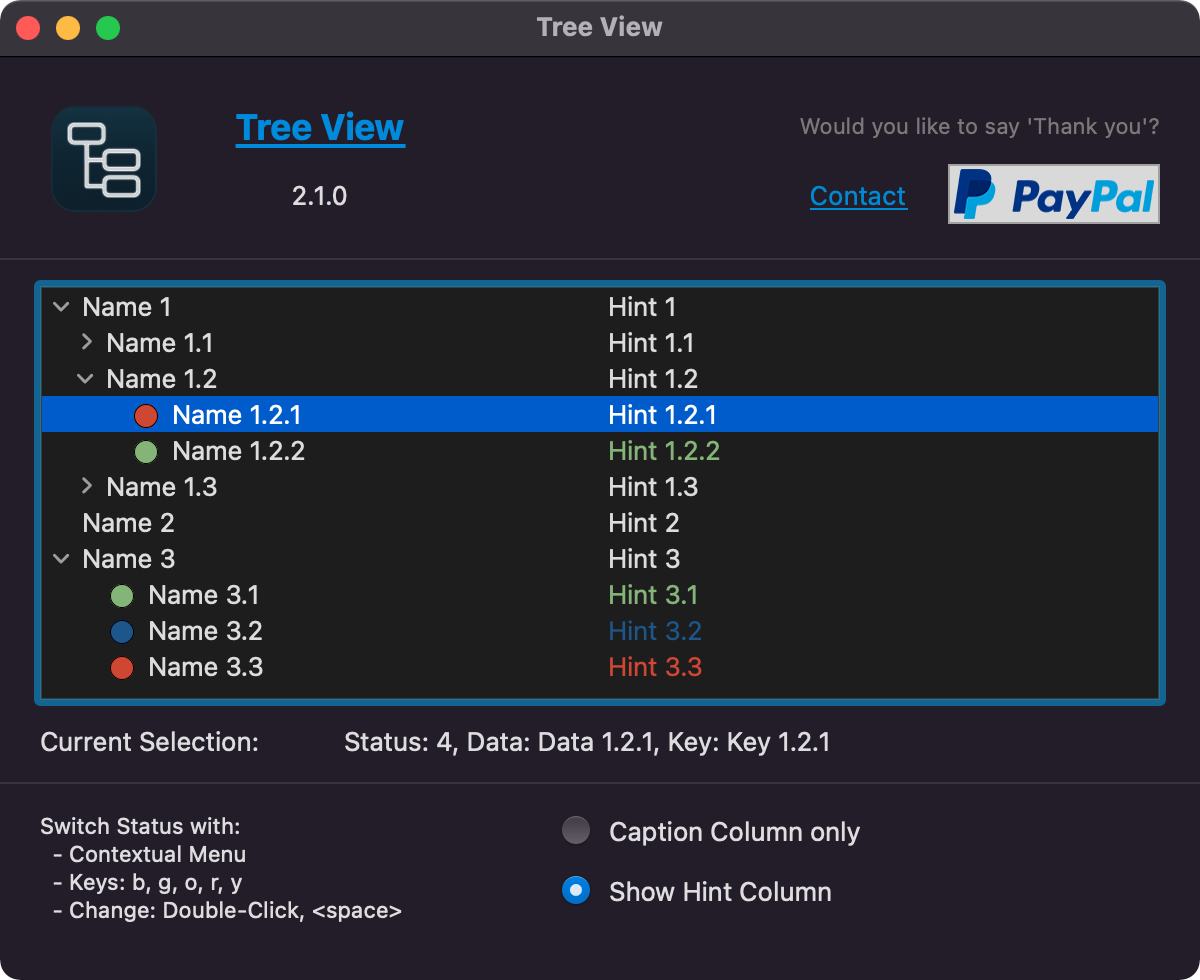 Tree View
Tree View
Would you like to say 'Thank you'?
2.1.0
Contact
PayPal
Name 1 Hint 1
Name 1.1 Hint 1.1
Name 1.2 Hint 1.2
Name 1.2.1 Hint 1.2.1
Name 1.2.2 Hint 1.2.2
Name 1.3 Hint 1.3
Name 2 Hint 2
Name 3 Hint 3
Name 3.1 Hint 3.1
Name 3.2 Hint 3.2
Name 3.3 Hint 3.3
Current Selection: Status: 4, Data: Data 1.2.1, Key: Key 1.2.1
Switch Status with:
- Contextual Menu
- Keys: b, g, o, r, y
- Change: Double-Click, <space>
Caption Column only
Show Hint Column